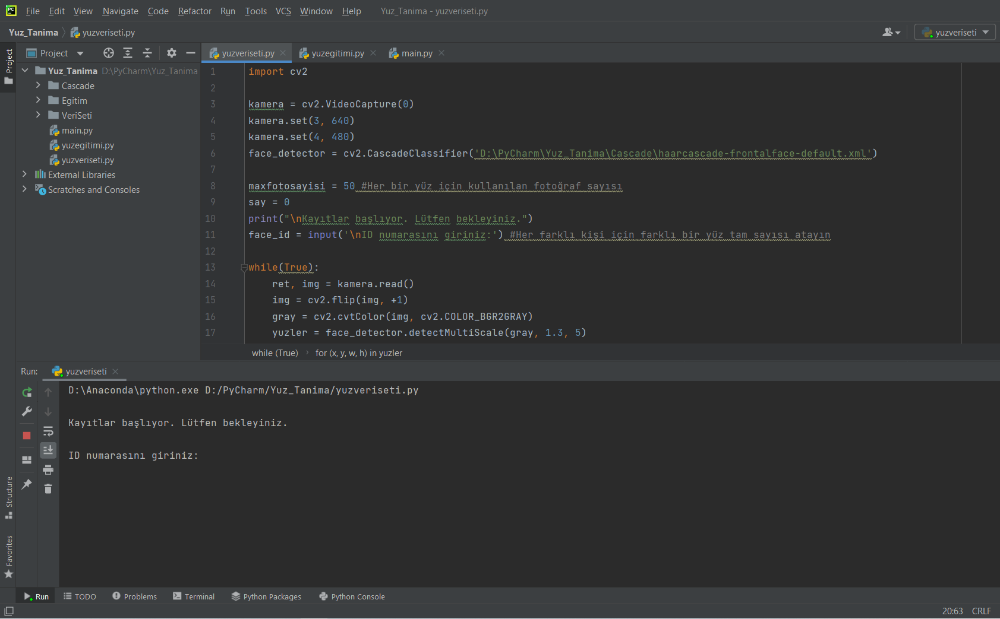 File Edit View Navigate Code Refactor Run Tools VCS Window Help Yuz_Tanima - yuzveriseti.py
Yuz_Tanima yuzveriseti.py yuzveriseti
Project
Project
yuzveriseti.py yuzegitimi.py main.py
Yuz_Tanima D:\PyCharm\Yuz_Tanima
Cascade
Egitim
VeriSeti
main.py
yuzegitimi.py
yuzveriseti.py
External Libraries
Scratches and Consoles
1 import cv2
2
3 kamera = cv2.VideoCapture(0)
4 kamera.set(3, 640)
5 kamera.set(4, 480)
6 face_detector = cv2.CascadeClassifier('D:\PyCharm\Yuz_Tanima\Cascade\haarcascade-frontalface-default.xml')
7
8 maxfotosayisi = 50 #Her bir yüz için kullanılan fotoğraf sayısı
9 say = 0
10 print("\nKayıtlar başlıyor. Lütfen bekleyiniz.")
11 face_id = input('\nID numarasını giriniz:') #Her farklı kişi için farklı bir yüz tam sayısı atayın
12
13 while(True):
14 ret, img = kamera.read()
15 img = cv2.flip(img, +1)
16 gray = cv2.cvtColor(img, cv2.COLOR_BGR2GRAY)
17 yuzler = face_detector.detectMultiScale(gray, 1.3, 5)
while (True) for (x, y, w, h) in yuzler
Run: yuzveriseti
D:\Anaconda\python.exe D:/PyCharm/Yuz_Tanima/yuzveriseti.py
Kayıtlar başlıyor. Lütfen bekleyiniz.
ID numarasını giriniz:
Structure
Favorites
Run TODO Problems Terminal Python Packages Python Console
20:63 CRLF